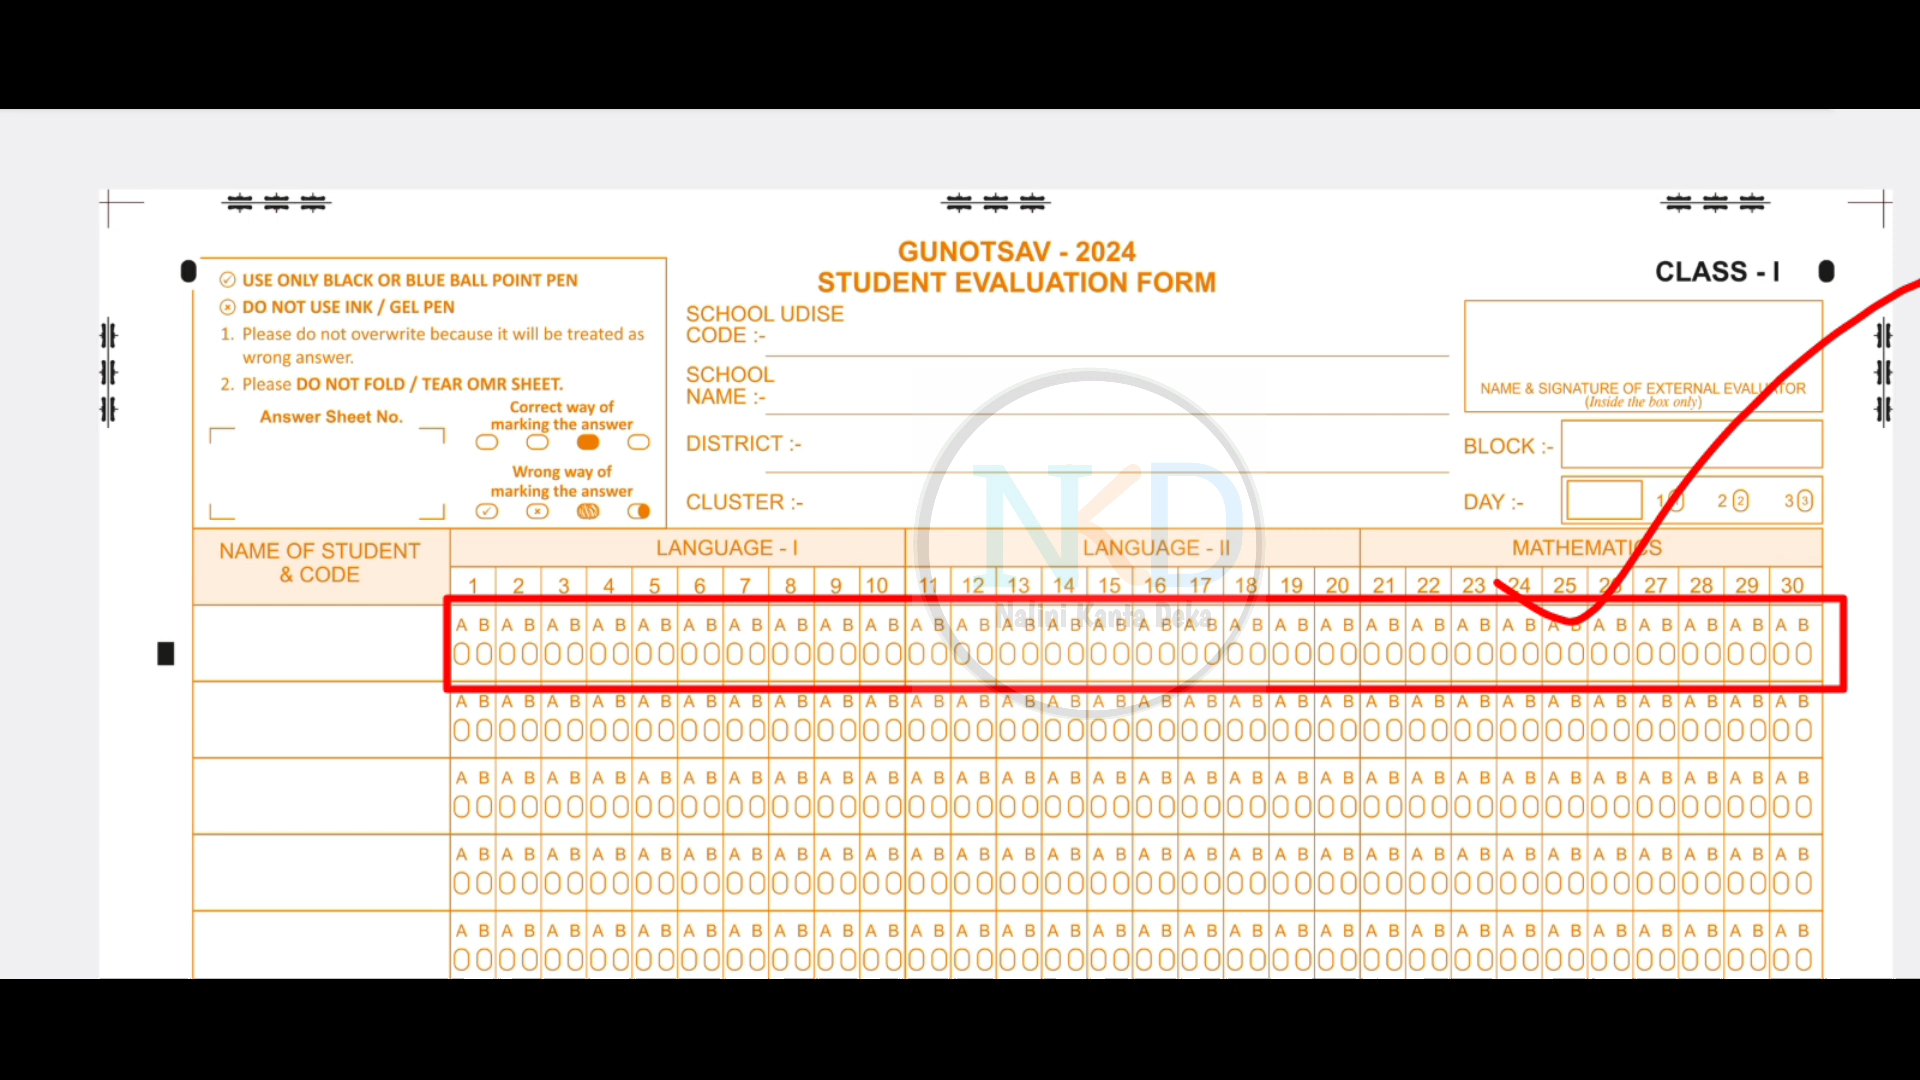 GUNOTSAV - 2024
STUDENT EVALUATION FORM
CLASS - I
USE ONLY BLACK OR BLUE BALL POINT PEN
DO NOT USE INK / GEL PEN
1. Please do not overwrite because it will be treated as
wrong answer.
2. Please DO NOT FOLD / TEAR OMR SHEET.
Answer Sheet No.
Correct way of
marking the answer
Wrong way of
marking the answer
SCHOOL UDISE
CODE :-
SCHOOL
NAME :-
DISTRICT :-
CLUSTER :-
NAME & SIGNATURE OF EXTERNAL EVALUATOR
(Inside the box only)
BLOCK :-
DAY :- 1 2 2 3 3
NKD
Nalini Kanta Deka
NAME OF STUDENT
& CODE
LANGUAGE - I LANGUAGE - II MATHEMATICS
1 2 3 4 5 6 7 8 9 10 11 12 13 14 15 16 17 18 19 20 21 22 23 24 25 26 27 28 29 30
A B A B A B A B A B A B A B A B A B A B A B A B A B A B A B A B A B A B A B A B A B A B A B A B A B A B A B A B A B A B
A B A B A B A B A B A B A B A B A B A B A B A B A B A B A B A B A B A B A B A B A B A B A B A B A B A B A B A B A B A B
A B A B A B A B A B A B A B A B A B A B A B A B A B A B A B A B A B A B A B A B A B A B A B A B A B A B A B A B A B A B
A B A B A B A B A B A B A B A B A B A B A B A B A B A B A B A B A B A B A B A B A B A B A B A B A B A B A B A B A B A B
A B A B A B A B A B A B A B A B A B A B A B A B A B A B A B A B A B A B A B A B A B A B A B A B A B A B A B A B A B A B